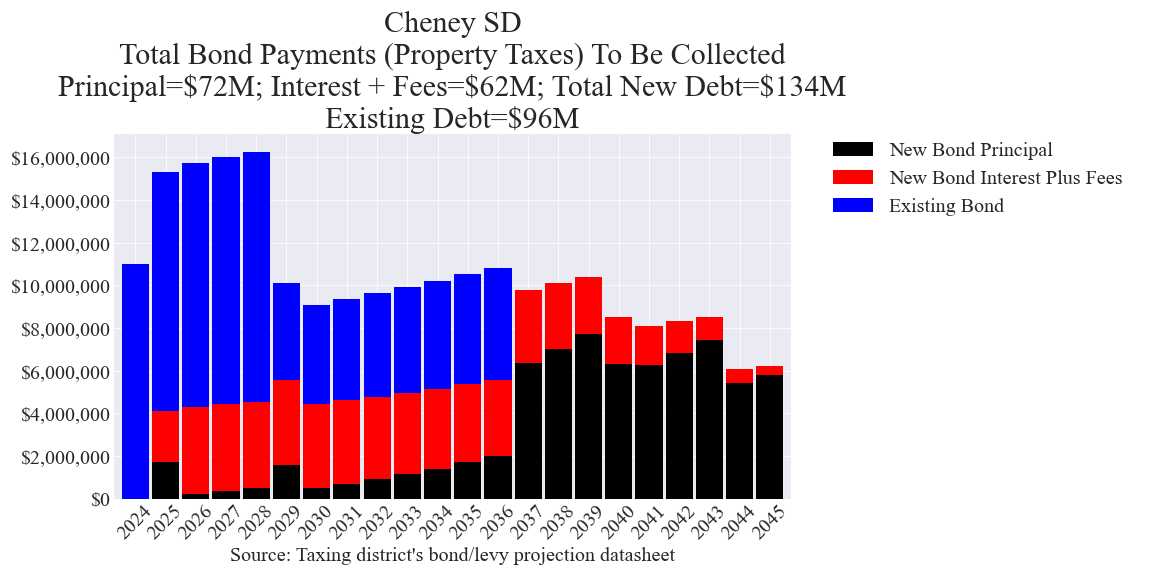 Cheney SD
Total Bond Payments (Property Taxes) To Be Collected
Principal=$72M; Interest + Fees=$62M; Total New Debt=$134M
Existing Debt=$96M
New Bond Principal
New Bond Interest Plus Fees
Existing Bond
$16,000,000
$14,000,000
$12,000,000
$10,000,000
$8,000,000
$6,000,000
$4,000,000
$2,000,000
$0
2024 2025 2026 2027 2028 2029 2030 2031 2032 2033 2034 2035 2036 2037 2038 2039 2040 2041 2042 2043 2044 2045
Source: Taxing district's bond/levy projection datasheet